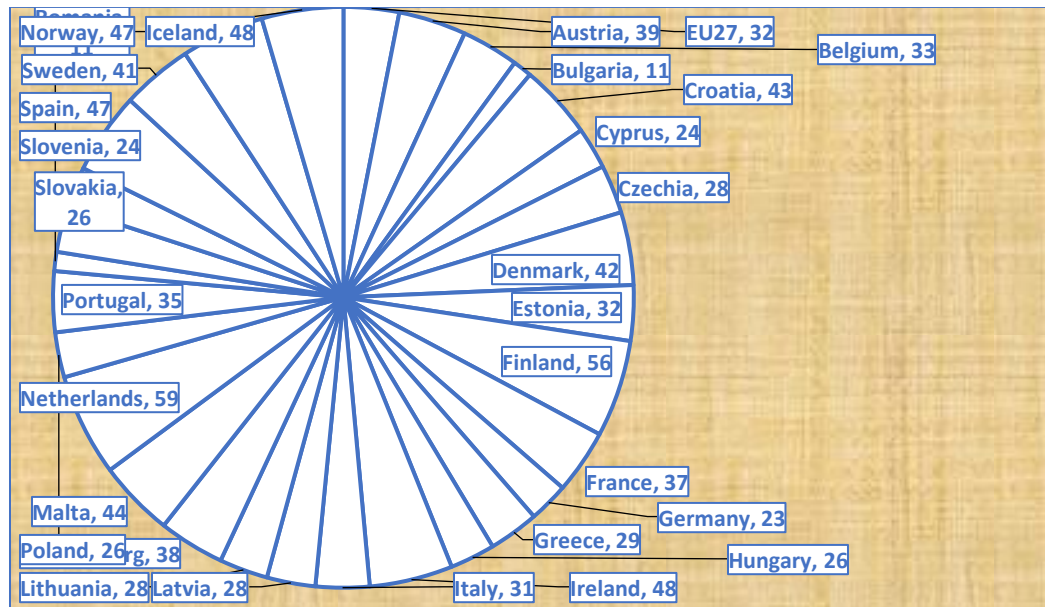 Norway, 47
Iceland, 48
Austria, 39
EU27, 32
Belgium, 33
Sweden, 41
Bulgaria, 11
Croatia, 43
Spain, 47
Slovenia, 24
Cyprus, 24
Slovakia,
26
Czechia, 28
Denmark, 42
Portugal, 35
Estonia, 32
Finland, 56
Netherlands, 59
France, 37
Malta, 44
Germany, 23
Greece, 29
Poland, 26
rg, 38
Hungary, 26
Lithuania, 28
Latvia, 28
Italy, 31
Ireland, 48